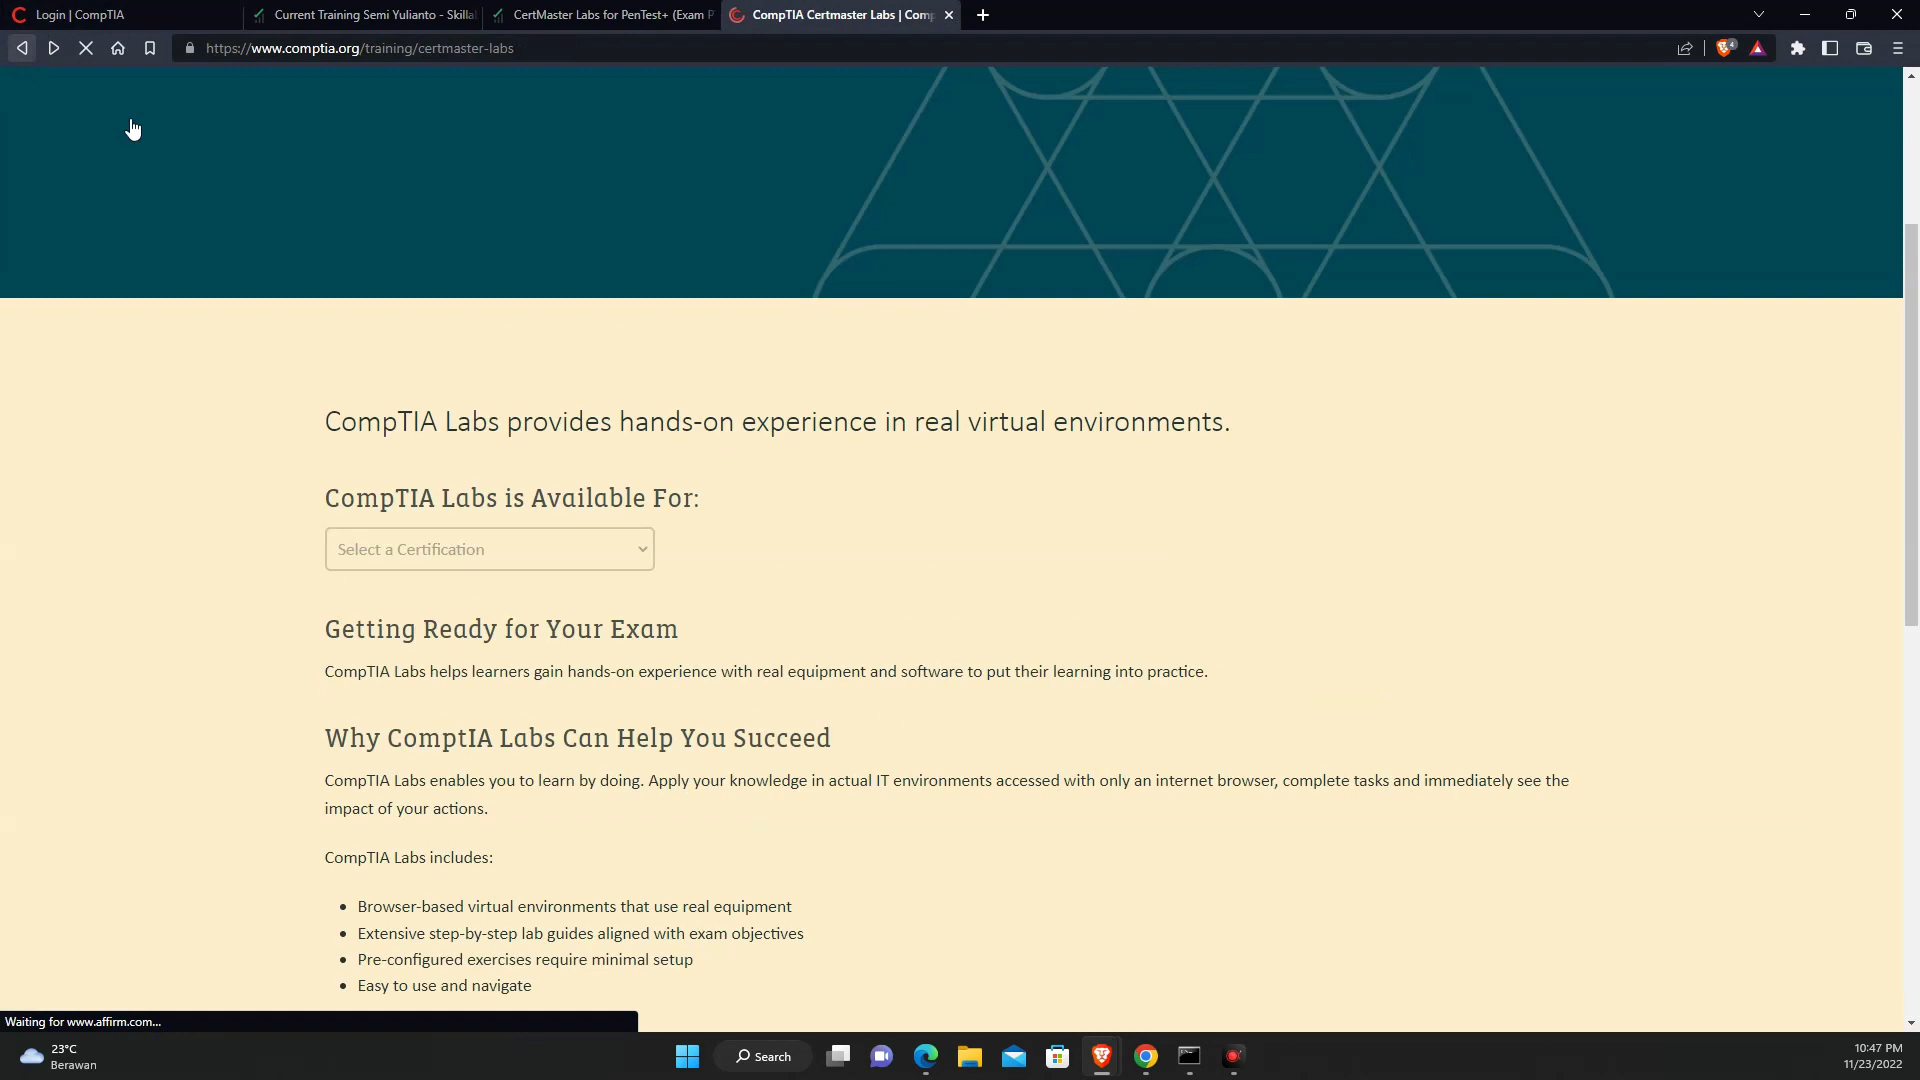 Login | CompTIA
Current Training Semi Yulianto - Skilla
CertMaster Labs for PenTest+ (Exam P
CompTIA Certmaster Labs | Comp
https://www.comptia.org/training/certmaster-labs
4
CompTIA Labs provides hands-on experience in real virtual environments.
CompTIA Labs is Available For:
Select a Certification
Getting Ready for Your Exam
CompTIA Labs helps learners gain hands-on experience with real equipment and software to put their learning into practice.
Why ComptIA Labs Can Help You Succeed
CompTIA Labs enables you to learn by doing. Apply your knowledge in actual IT environments accessed with only an internet browser, complete tasks and immediately see the
impact of your actions.
CompTIA Labs includes:
• Browser-based virtual environments that use real equipment
• Extensive step-by-step lab guides aligned with exam objectives
• Pre-configured exercises require minimal setup
• Easy to use and navigate
Waiting for www.affirm.com...
23°C
Berawan
Search
10:47 PM
11/23/2022